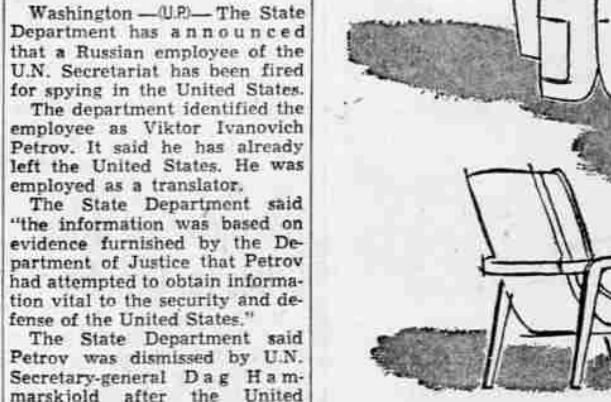 Washington —(U.P.)— The State
Department has announced
that a Russian employee of the
U.N. Secretariat has been fired
for spying in the United States.
The department identified the
employee as Viktor Ivanovich
Petrov. It said he has already
left the United States. He was
employed as a translator.
The State Department said
"the information was based on
evidence furnished by the De-
partment of Justice that Petrov
had attempted to obtain informa-
tion vital to the security and de-
fense of the United States."
The State Department said
Petrov was dismissed by U.N.
Secretary-general Dag Ham-
marskjold after the United